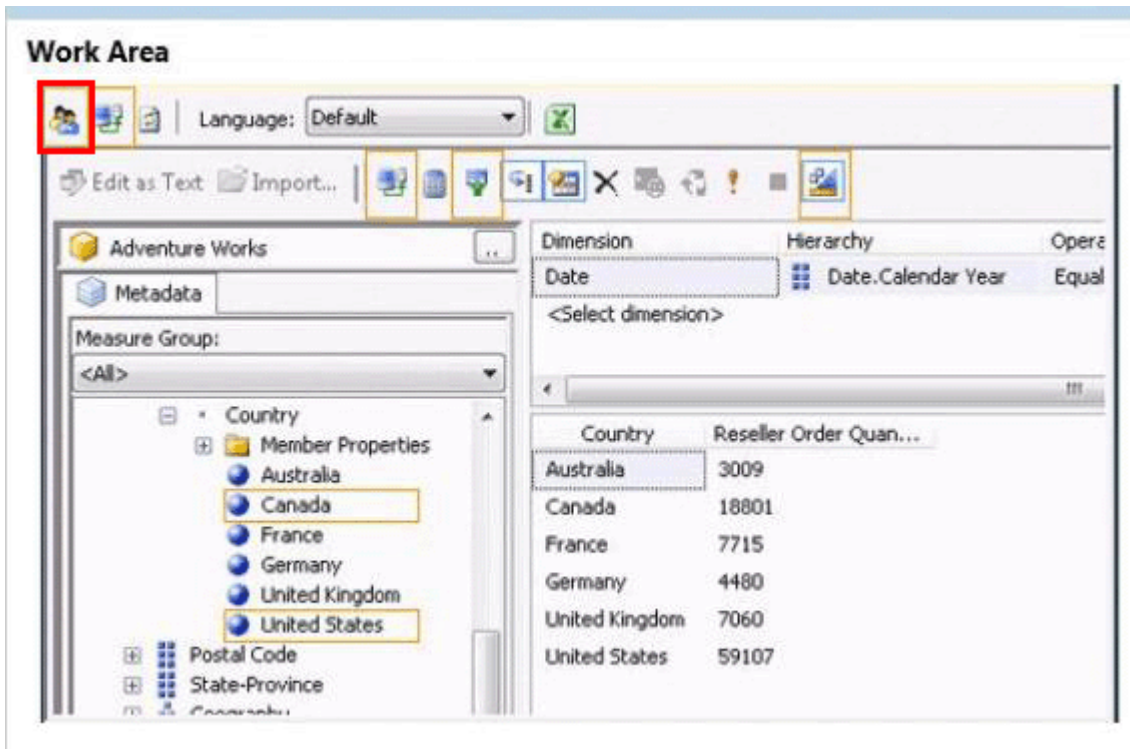 Work Area
Language: Default
Edit as Text Import...
Adventure Works ..
Metadata
Measure Group:
<All>
Country
Member Properties
Australia
Canada
France
Germany
United Kingdom
United States
Postal Code
State-Province
Geography
Dimension Hierarchy Opera
Date Date.Calendar Year Equal
<Select dimension>
Country Reseller Order Quan...
Australia 3009
Canada 18801
France 7715
Germany 4480
United Kingdom 7060
United States 59107